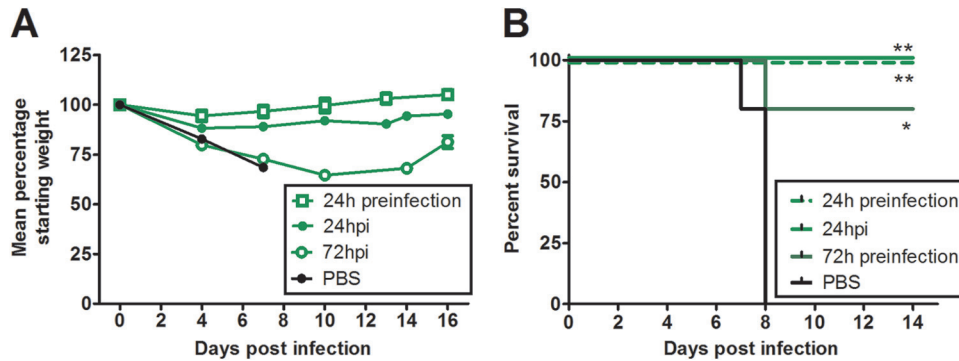 A
125
100
75
50
25
0
Mean percentage
starting weight
0 2 4 6 8 10 12 14 16
Days post infection
24h preinfection
24hpi
72hpi
PBS
B
100
75
50
25
0
Percent survival
0 2 4 6 8 10 12 14
Days post infection
**
**
*
24h preinfection
24hpi
72h preinfection
PBS